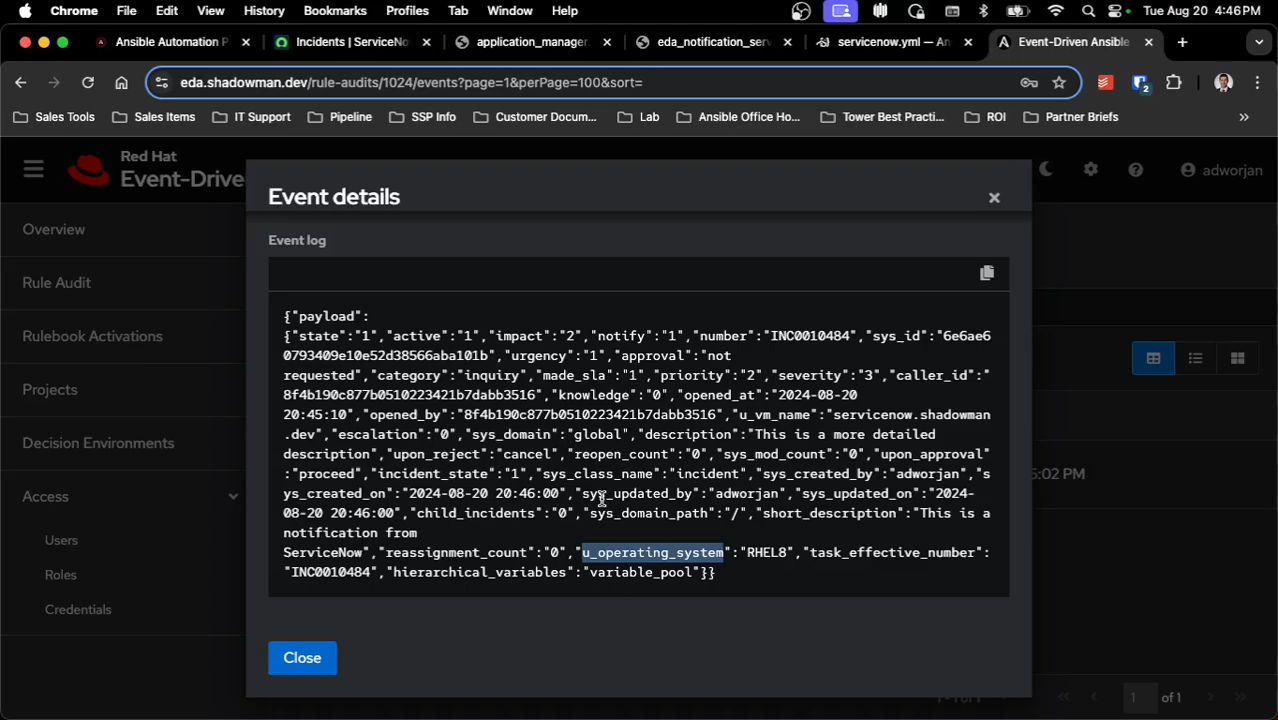 Chrome File Edit View History Bookmarks Profiles Tab Window Help Tue Aug 20 4:46 PM
Ansible Automation P Incidents | ServiceNo application_manager. eda_notification_serv servicenow.yml — An Event-Driven Ansible
eda.shadowman.dev/rule-audits/1024/events?page=1&perPage=100&sort=
2
Sales Tools Sales Items IT Support Pipeline SSP Info Customer Docum... Lab Ansible Office Ho... Tower Best Practi... ROI Partner Briefs »
Red Hat
Event-Drive
adworjan
Overview
Rule Audit
Rulebook Activations
Projects
Decision Environments
Access
Users
Roles
Credentials
Event details
Event log
{"payload":
{"state":"1","active":"1","impact":"2","notify":"1","number":"INC0010484","sys_id":"6e6ae6
0793409e10e52d38566aba101b","urgency":"1","approval":"not
requested","category":"inquiry","made_sla":"1","priority":"2","severity":"3","caller_id":"
8f4b190c877b0510223421b7dabb3516","knowledge":"0","opened_at":"2024-08-20
20:45:10","opened_by":"8f4b190c877b0510223421b7dabb3516","u_vm_name":"servicenow.shadowman
.dev","escalation":"0","sys_domain":"global","description":"This is a more detailed
description","upon_reject":"cancel","reopen_count":"0","sys_mod_count":"0","upon_approval"
:"proceed","incident_state":"1","sys_class_name":"incident","sys_created_by":"adworjan","s
ys_created_on":"2024-08-20 20:46:00","sys_updated_by":"adworjan","sys_updated_on":"2024-
08-20 20:46:00","child_incidents":"0","sys_domain_path":"/","short_description":"This is a
notification from
ServiceNow","reassignment_count":"0","u_operating_system":"RHEL8","task_effective_number":
"INC0010484","hierarchical_variables":"variable_pool"}}
Close
5:02 PM
1 of 1